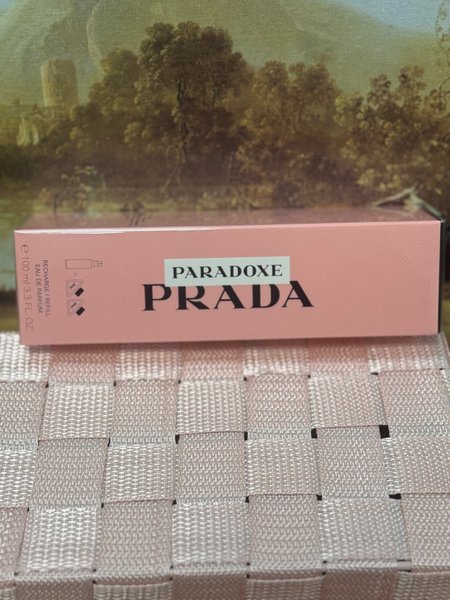 PARADOXE
PRADA
RECHARGE / REFILL
EAU DE PARFUM
e 100 ml 3.3 FL. OZ